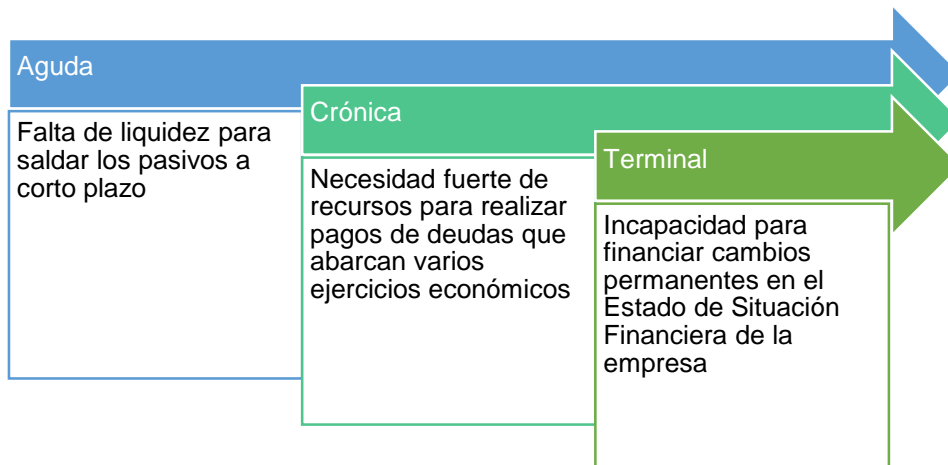 Aguda
Falta de liquidez para
saldar los pasivos a
corto plazo
Crónica
Necesidad fuerte de
recursos para realizar
pagos de deudas que
abarcan varios
ejercicios económicos
Terminal
Incapacidad para
financiar cambios
permanentes en el
Estado de Situación
Financiera de la
empresa